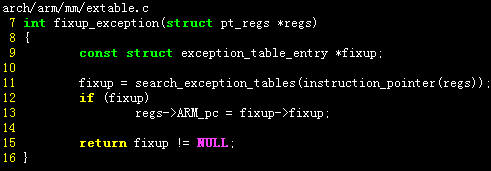 arch/arm/mm/extable.c
7 int fixup_exception(struct pt_regs *regs)
8 {
9         const struct exception_table_entry *fixup;
10
11         fixup = search_exception_tables(instruction_pointer(regs));
12         if (fixup)
13                 regs->ARM_pc = fixup->fixup;
14
15         return fixup != NULL;
16 }